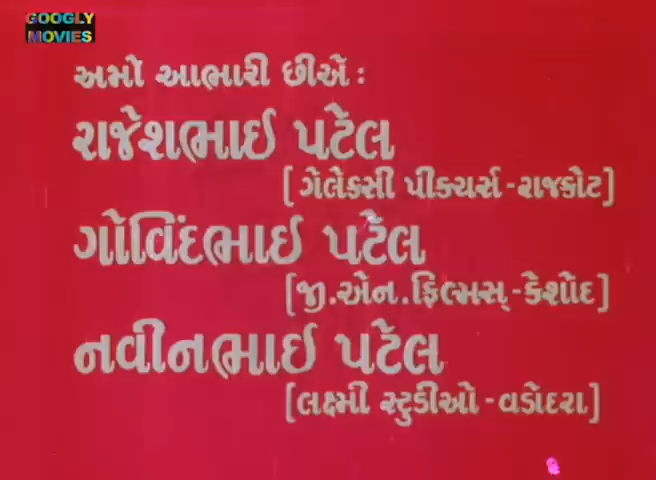 GOOGLY
MOVIES
અમો આભારી છીએ :
રાજેશભાઈ પટેલ
[ ગેલેક્સી પીક્ચર્સ - રાજકોટ ]
ગોવિંદભાઈ પટેલ
[ જી. એન. ફિલ્મસ્ - કેશોદ ]
નવીનભાઈ પટેલ
[ લક્ષ્મી સ્ટુડીઓ - વડોદરા ]